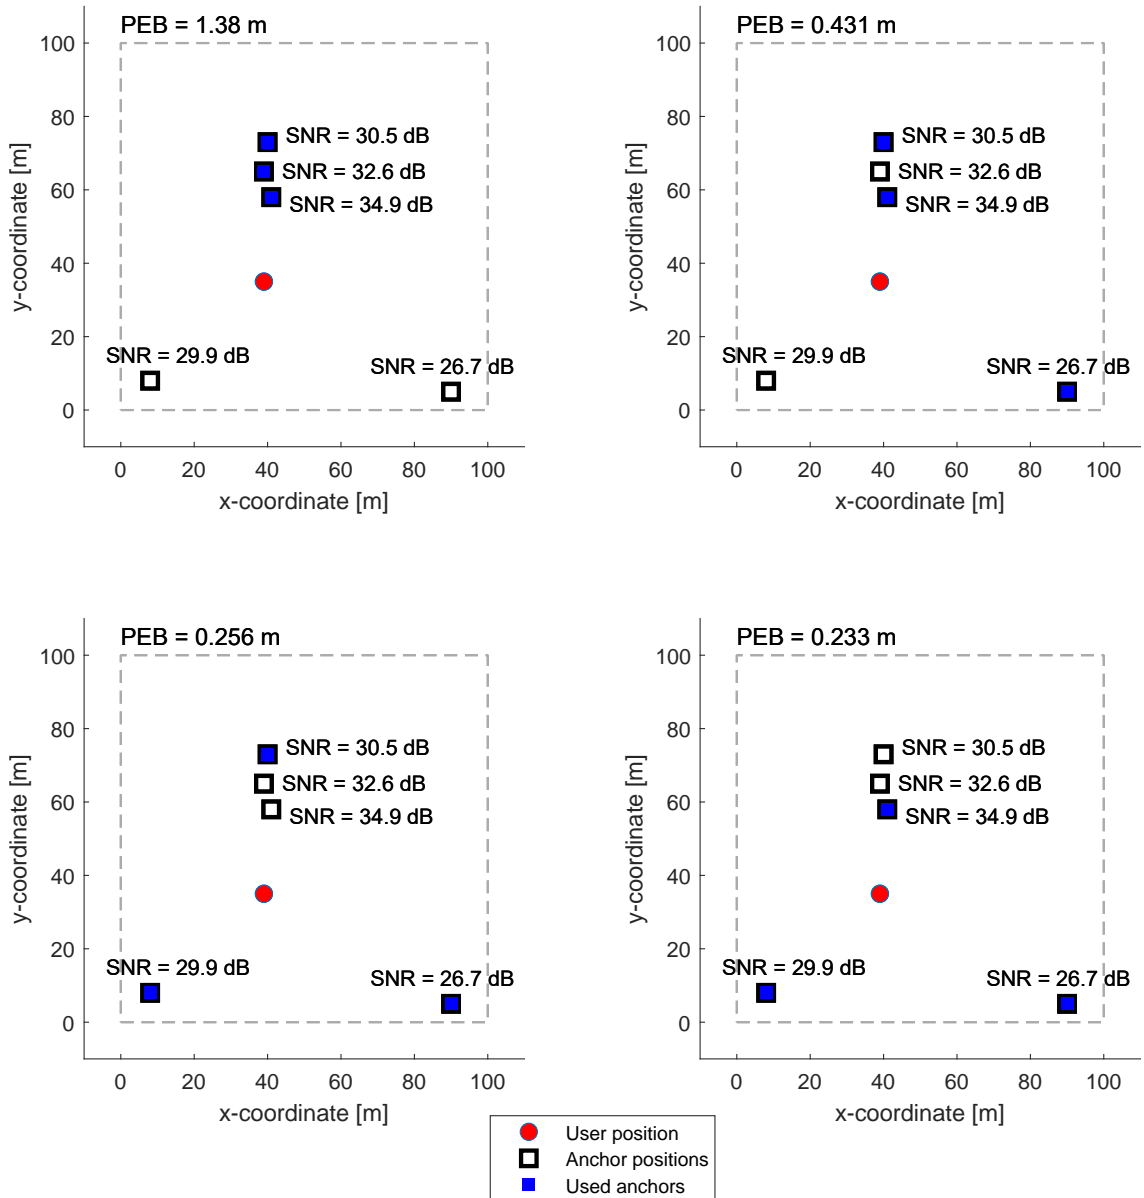 PEB = 1.38 m
100
80
60
40
20
0
y-coordinate [m]
SNR = 30.5 dB
SNR = 32.6 dB
SNR = 34.9 dB
SNR = 29.9 dB
SNR = 26.7 dB
0 20 40 60 80 100
x-coordinate [m]
PEB = 0.431 m
100
80
60
40
20
0
y-coordinate [m]
SNR = 30.5 dB
SNR = 32.6 dB
SNR = 34.9 dB
SNR = 29.9 dB
SNR = 26.7 dB
0 20 40 60 80 100
x-coordinate [m]
PEB = 0.256 m
100
80
60
40
20
0
y-coordinate [m]
SNR = 30.5 dB
SNR = 32.6 dB
SNR = 34.9 dB
SNR = 29.9 dB
SNR = 26.7 dB
0 20 40 60 80 100
x-coordinate [m]
PEB = 0.233 m
100
80
60
40
20
0
y-coordinate [m]
SNR = 30.5 dB
SNR = 32.6 dB
SNR = 34.9 dB
SNR = 29.9 dB
SNR = 26.7 dB
0 20 40 60 80 100
x-coordinate [m]
User position
Anchor positions
Used anchors